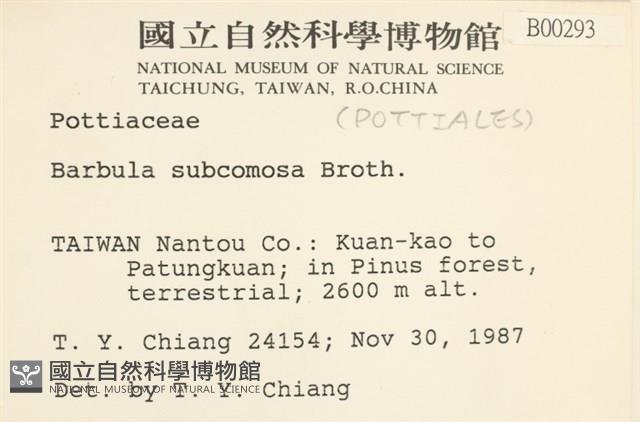 國立自然科學博物館
B00293
NATIONAL MUSEUM OF NATURAL SCIENCE
TAICHUNG, TAIWAN, R.O.CHINA
Pottiaceae (POTTIALES)
Barbula subcomosa Broth.
TAIWAN Nantou Co.: Kuan-kao to
Patungkuan; in Pinus forest,
terrestrial; 2600 m alt.
T. Y. Chiang 24154; Nov 30, 1987
國立自然科學博物館
NATIONAL MUSEUM OF NATURAL SCIENCE
Det. by T. Y. Chiang